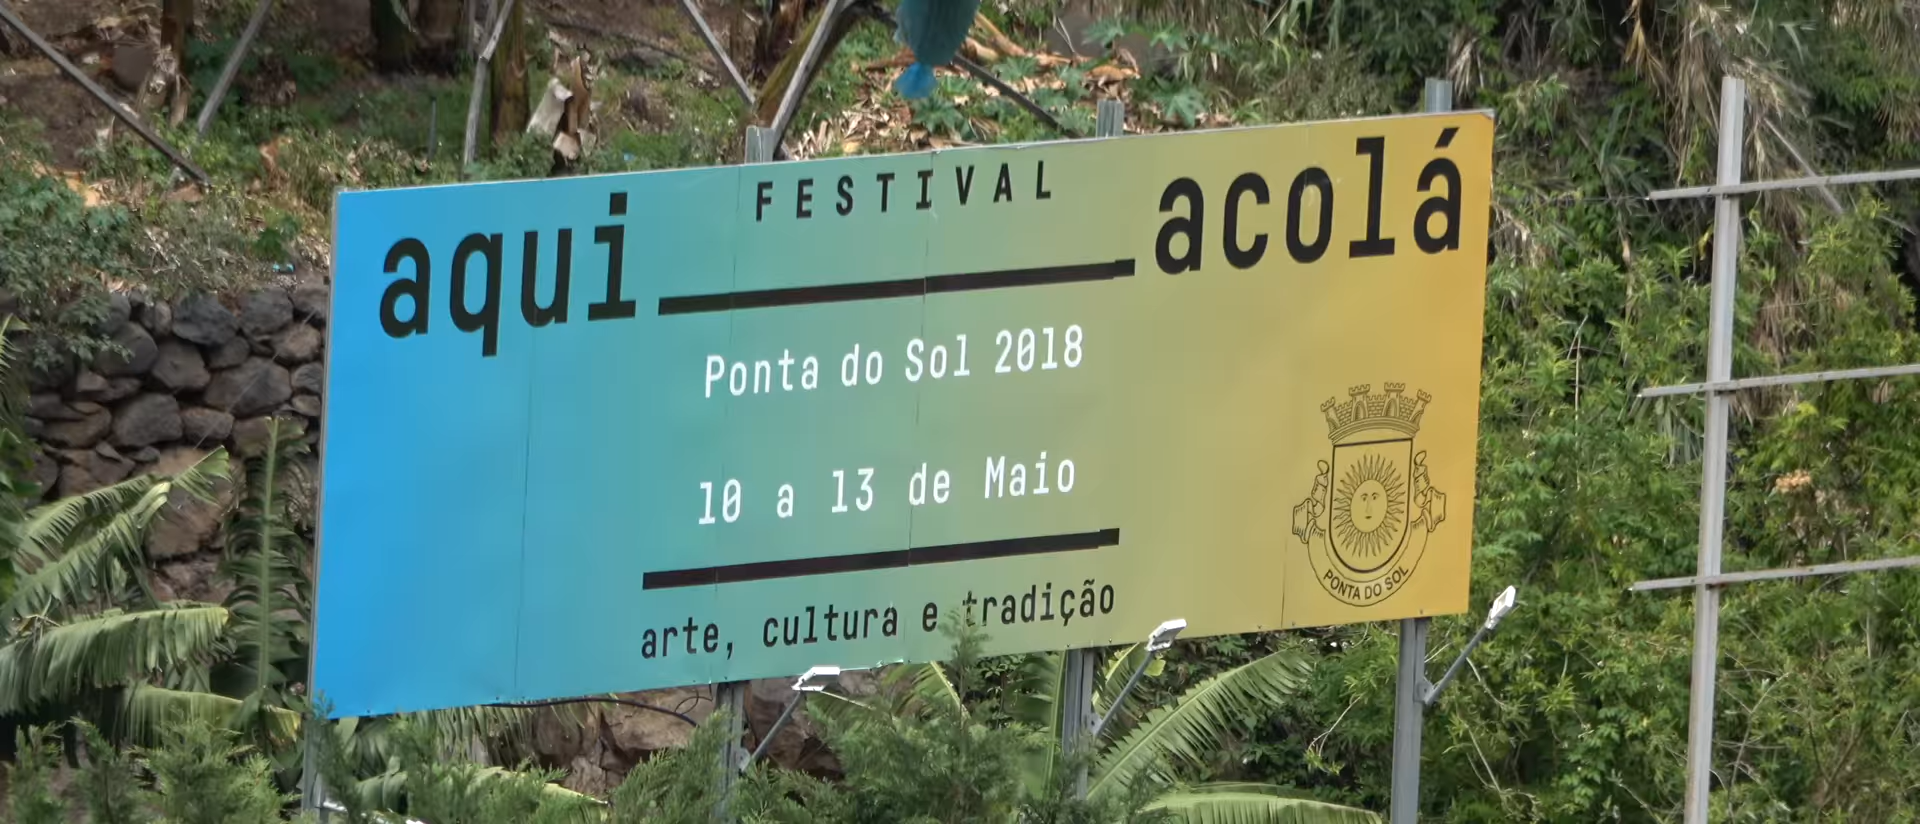 FESTIVAL
aqui acolá
Ponta do Sol 2018
10 a 13 de Maio
arte, cultura e tradição
PONTA DO SOL